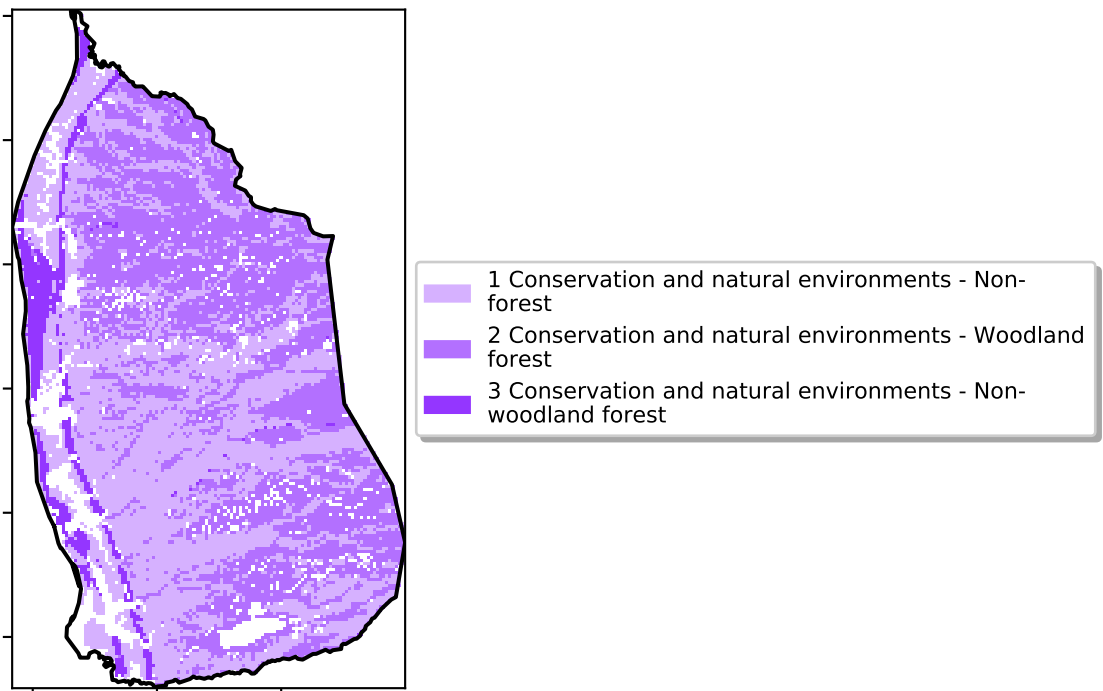 1 Conservation and natural environments - Non-
forest
2 Conservation and natural environments - Woodland
forest
3 Conservation and natural environments - Non-
woodland forest